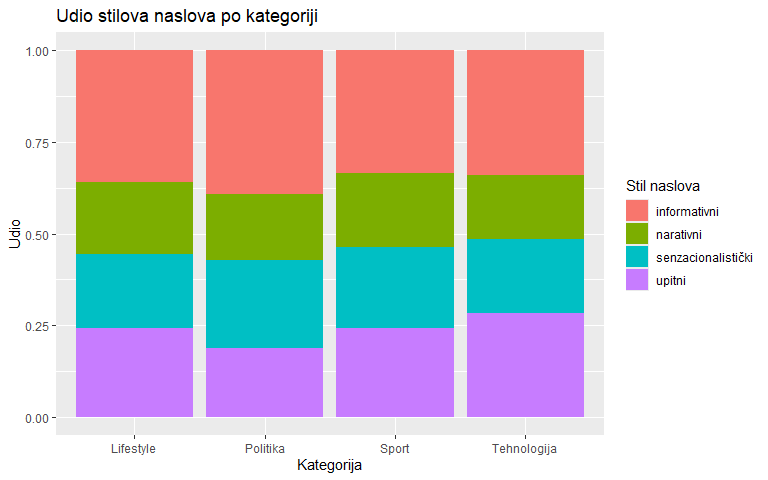 Udio stilova naslova po kategoriji
1.00
0.75
0.50
0.25
0.00
Udio
Lifestyle
Politika
Sport
Tehnologija
Kategorija
Stil naslova
informativni
narativni
senzacionalistički
upitni